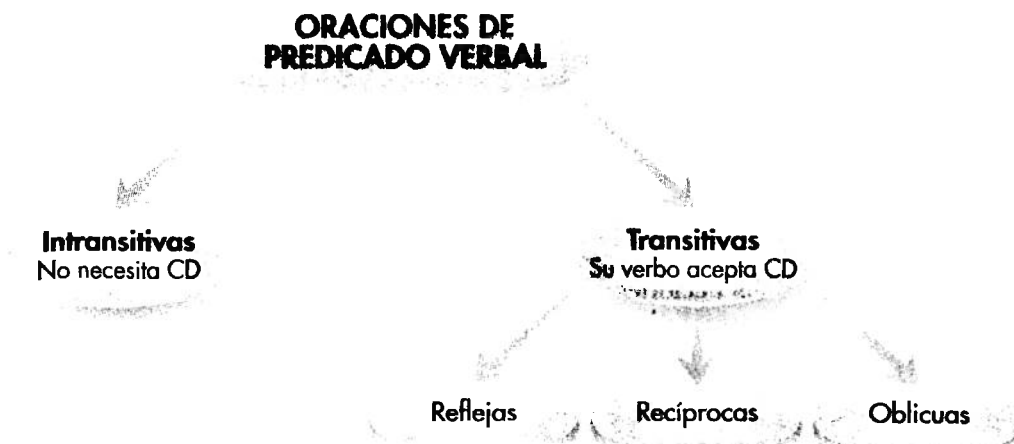 ORACIONES DE
PREDICADO VERBAL
Intransitivas
No necesita CD
Transitivas
Su verbo acepta CD
Reflejas
Recíprocas
Oblicuas